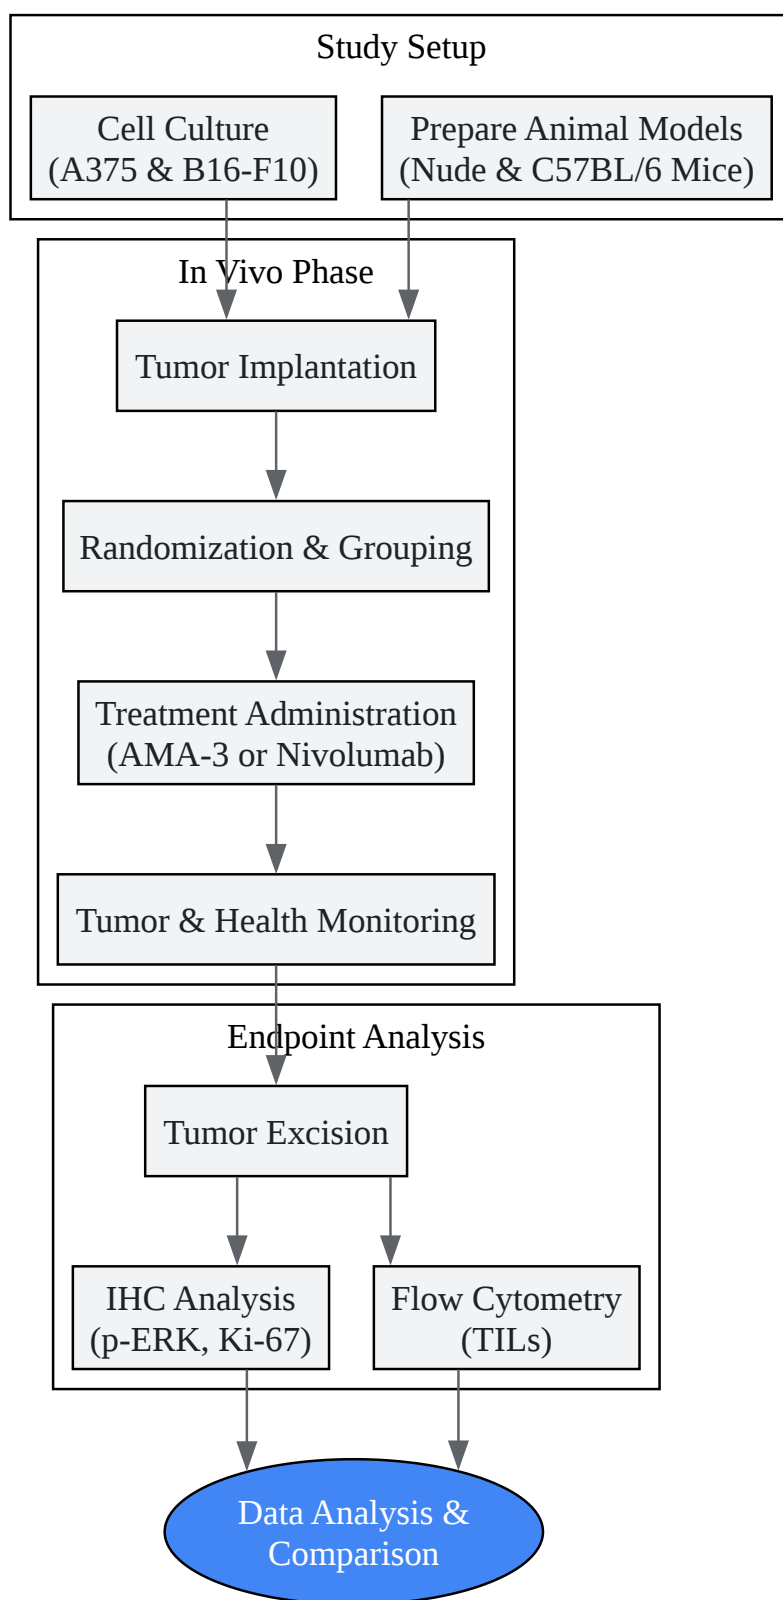 Study Setup
Cell Culture
(A375 & B16-F10)
Prepare Animal Models
(Nude & C57BL/6 Mice)
In Vivo Phase
Tumor Implantation
Randomization & Grouping
Treatment Administration
(AMA-3 or Nivolumab)
Tumor & Health Monitoring
Endpoint Analysis
Tumor Excision
IHC Analysis
(p-ERK, Ki-67)
Flow Cytometry
(TILs)
Data Analysis &
Comparison